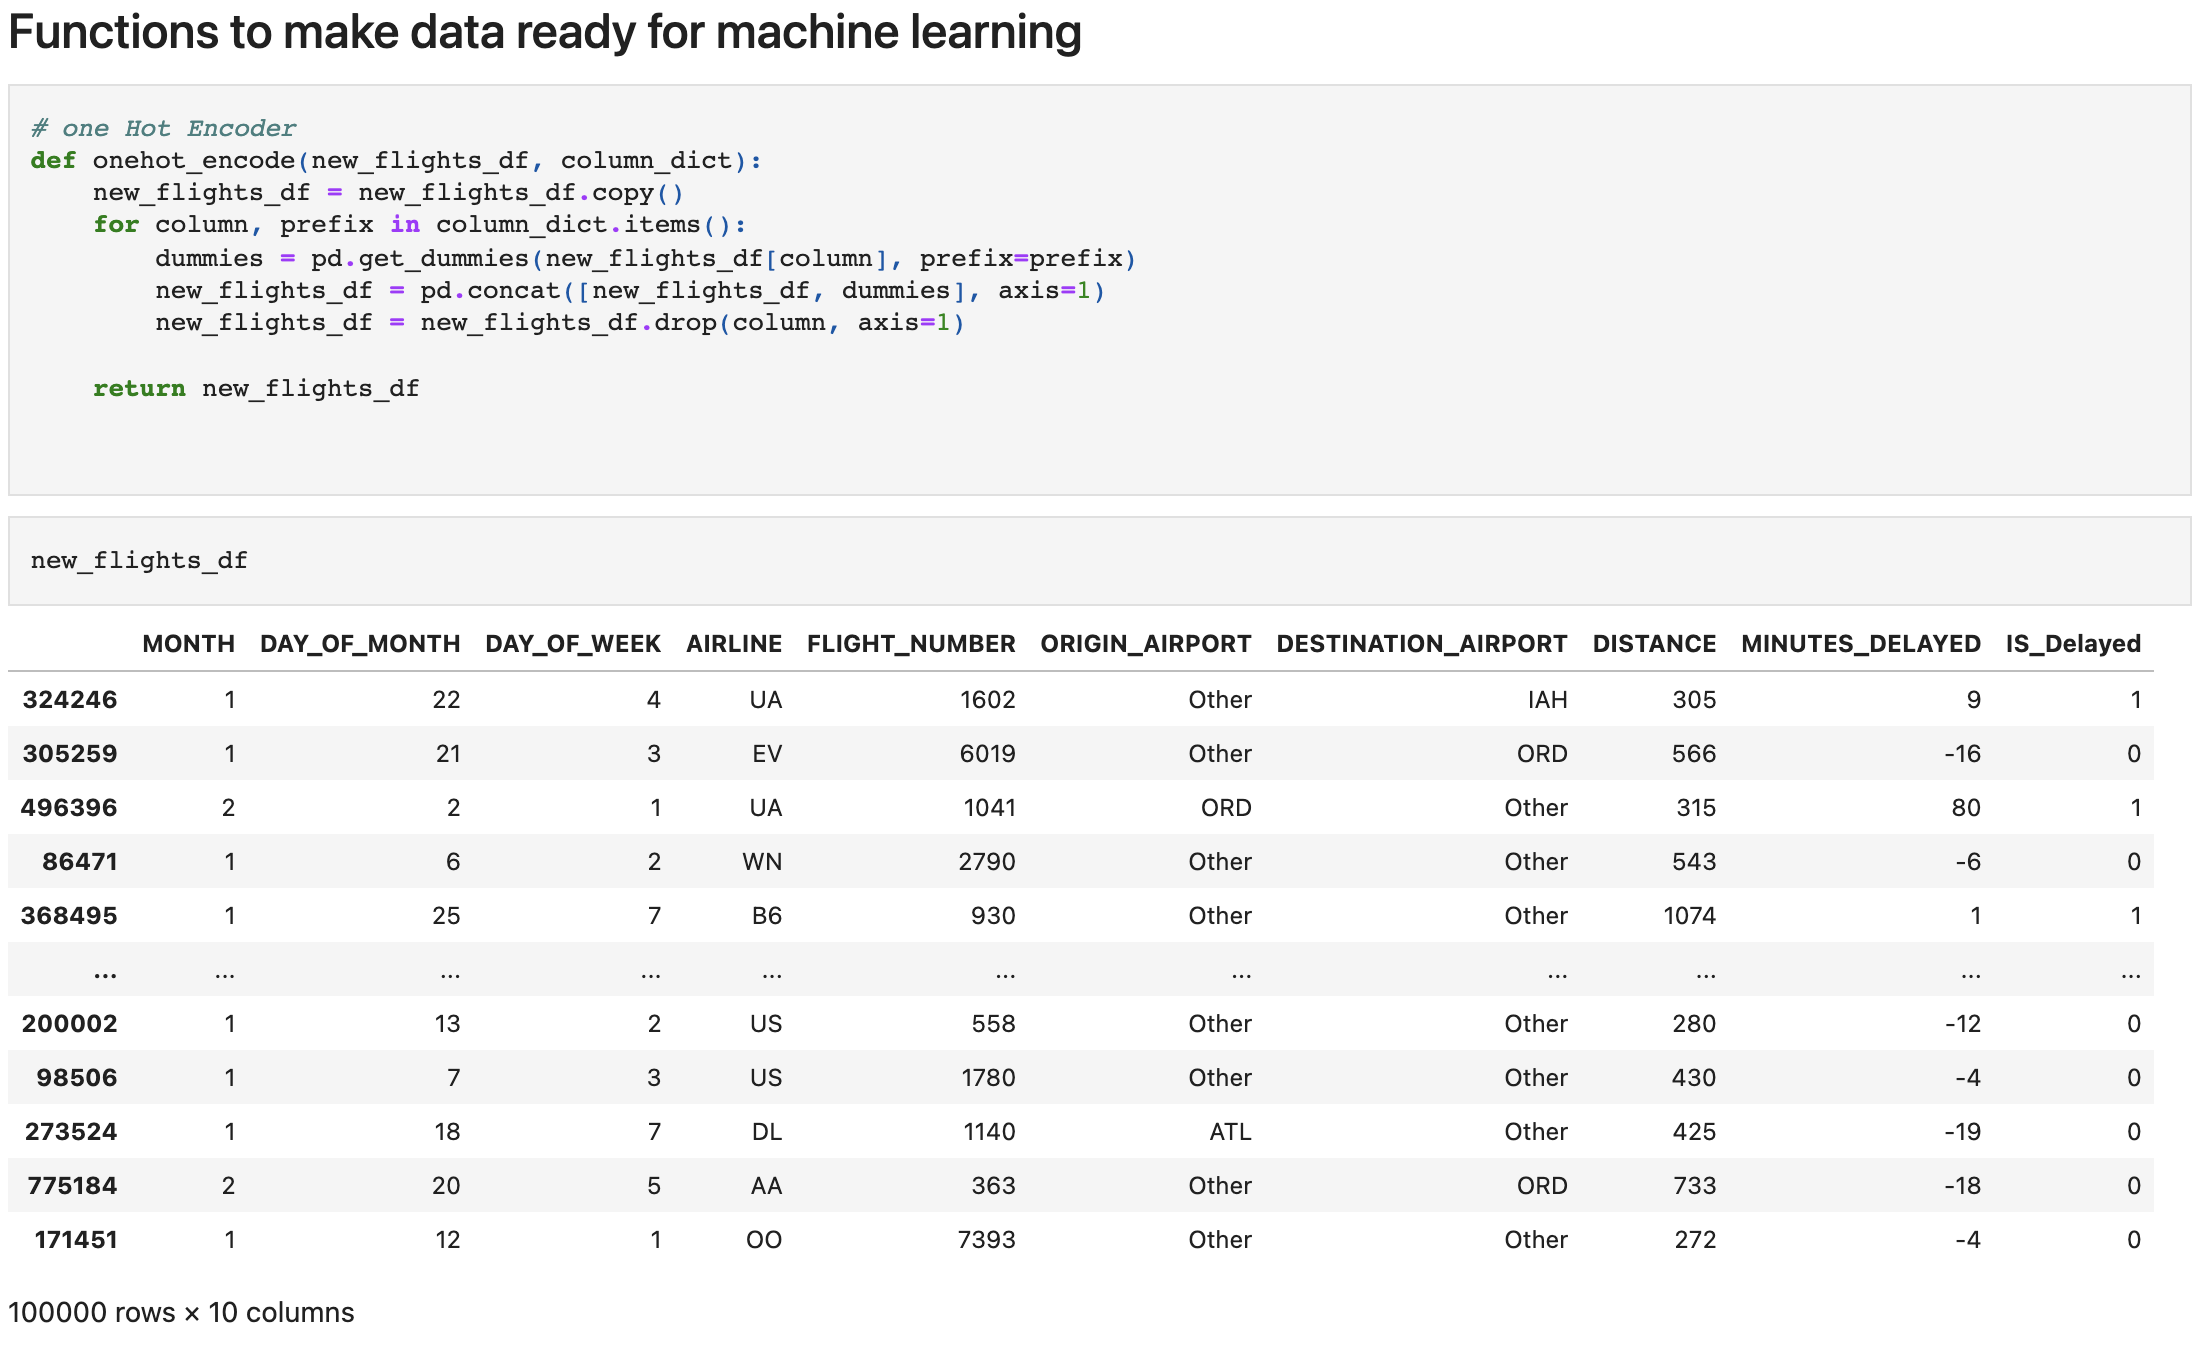 Functions to make data ready for machine learning
# one Hot Encoder
def onehot_encode(new_flights_df, column_dict):
    new_flights_df = new_flights_df.copy()
    for column, prefix in column_dict.items():
        dummies = pd.get_dummies(new_flights_df[column], prefix=prefix)
        new_flights_df = pd.concat([new_flights_df, dummies], axis=1)
        new_flights_df = new_flights_df.drop(column, axis=1)
    return new_flights_df
new_flights_df
MONTH DAY_OF_MONTH DAY_OF_WEEK AIRLINE FLIGHT_NUMBER ORIGIN_AIRPORT DESTINATION_AIRPORT DISTANCE MINUTES_DELAYED IS_Delayed
324246 1 22 4 UA 1602 Other IAH 305 9 1
305259 1 21 3 EV 6019 Other ORD 566 -16 0
496396 2 2 1 UA 1041 ORD Other 315 80 1
86471 1 6 2 WN 2790 Other Other 543 -6 0
368495 1 25 7 B6 930 Other Other 1074 1 1
... ... ... ... ... ... ... ... ... ... ...
200002 1 13 2 US 558 Other Other 280 -12 0
98506 1 7 3 US 1780 Other Other 430 -4 0
273524 1 18 7 DL 1140 ATL Other 425 -19 0
775184 2 20 5 AA 363 Other ORD 733 -18 0
171451 1 12 1 OO 7393 Other Other 272 -4 0
100000 rows × 10 columns